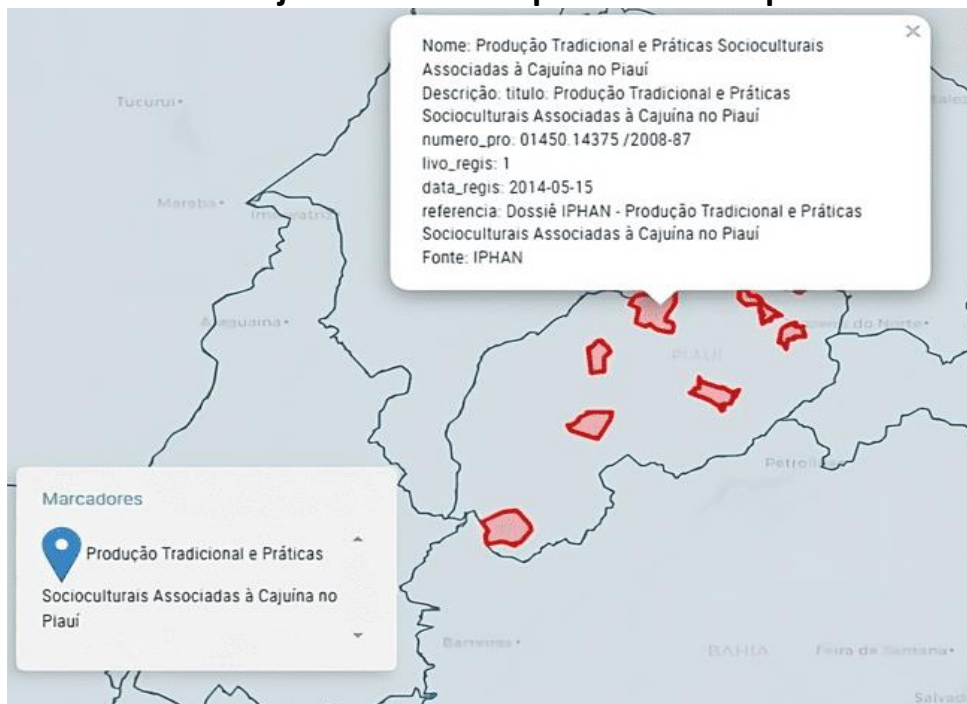 Nome: Produção Tradicional e Práticas Socioculturais
Associadas à Cajuína no Piauí
Descrição: titulo: Produção Tradicional e Práticas
Socioculturais Associadas à Cajuína no Piauí
numero_pro: 01450.14375 /2008-87
livo_regis: 1
data_regis: 2014-05-15
referencia: Dossiê IPHAN - Produção Tradicional e Práticas
Socioculturais Associadas à Cajuína no Piauí
Fonte: IPHAN
Tucuruí
Marabá
Imperatriz
Araguaína
do Norte
PIAUÍ
Marcadores
Produção Tradicional e Práticas
Socioculturais Associadas à Cajuína no
Piauí
Barreiras
BAHIA
Feira de Santana